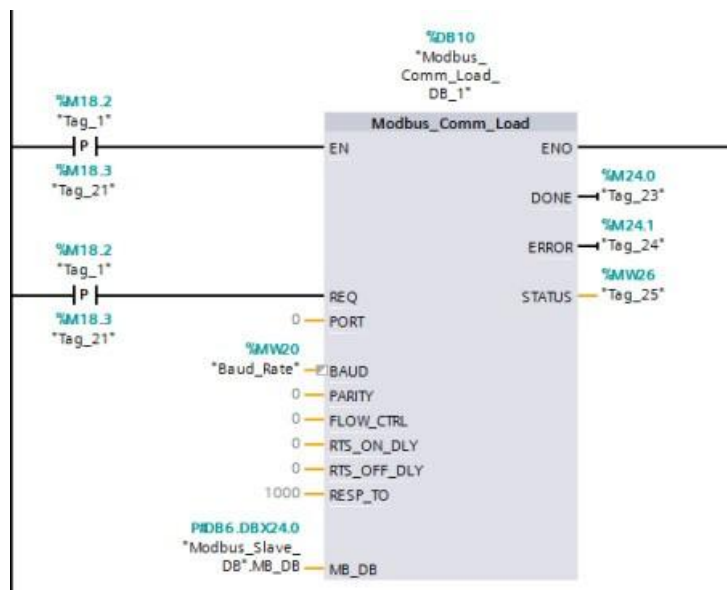 %DB10
"Modbus_
Comm_Load_
DB_1"
Modbus_Comm_Load
%M18.2
"Tag_1"
P
%M18.3
"Tag_21"
EN
ENO
%M24.0
DONE
"Tag_23"
%M24.1
ERROR
"Tag_24"
%M18.2
"Tag_1"
P
%M18.3
"Tag_21"
REQ
%MW26
STATUS
"Tag_25"
0
PORT
%MW20
"Baud_Rate"
BAUD
0
PARITY
0
FLOW_CTRL
0
RTS_ON_DLY
0
RTS_OFF_DLY
1000
RESP_TO
P#DB6.DBX24.0
"Modbus_Slave_
DB".MB_DB
MB_DB